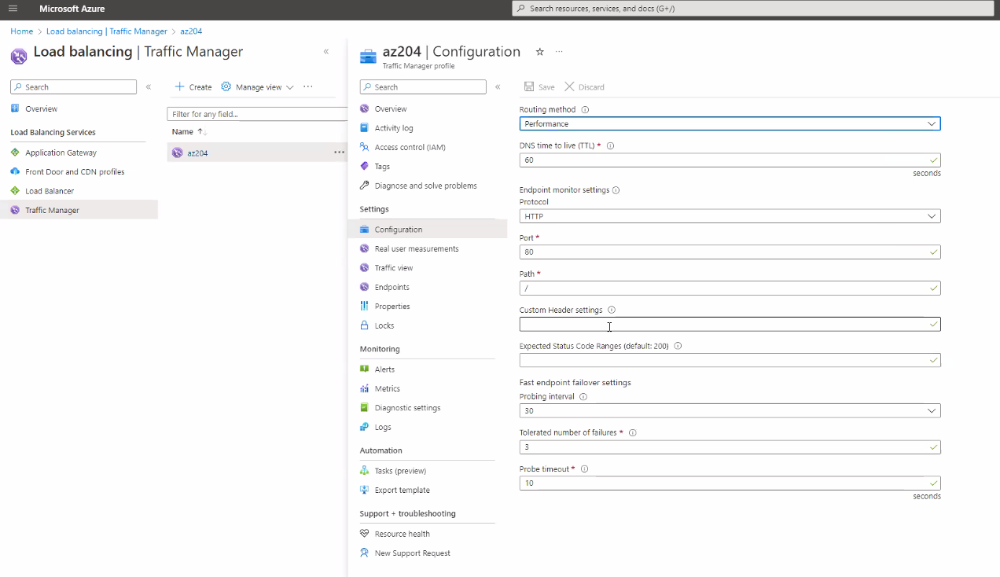 Microsoft Azure
Search resources, services, and docs (G+/)
Home > Load balancing | Traffic Manager > az204
Load balancing | Traffic Manager
Search
Overview
Load Balancing Services
Application Gateway
Front Door and CDN profiles
Load Balancer
Traffic Manager
Create
Manage view
Filter for any field...
Name
az204
az204 | Configuration
Traffic Manager profile
Search
Overview
Activity log
Access control (IAM)
Tags
Diagnose and solve problems
Settings
Configuration
Real user measurements
Traffic view
Endpoints
Properties
Locks
Monitoring
Alerts
Metrics
Diagnostic settings
Logs
Automation
Tasks (preview)
Export template
Support + troubleshooting
Resource health
New Support Request
Save
Discard
Routing method
Performance
DNS time to live (TTL) *
60
seconds
Endpoint monitor settings
Protocol
HTTP
Port *
80
Path *
/
Custom Header settings
Expected Status Code Ranges (default: 200)
Fast endpoint failover settings
Probing interval
30
Tolerated number of failures *
3
Probe timeout *
10
seconds